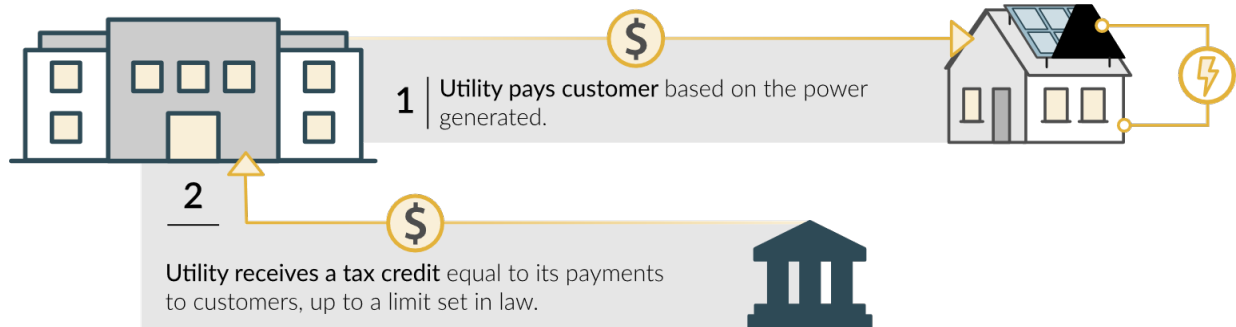 $
1
Utility pays customer based on the power
generated.
2
$
Utility receives a tax credit equal to its payments
to customers, up to a limit set in law.